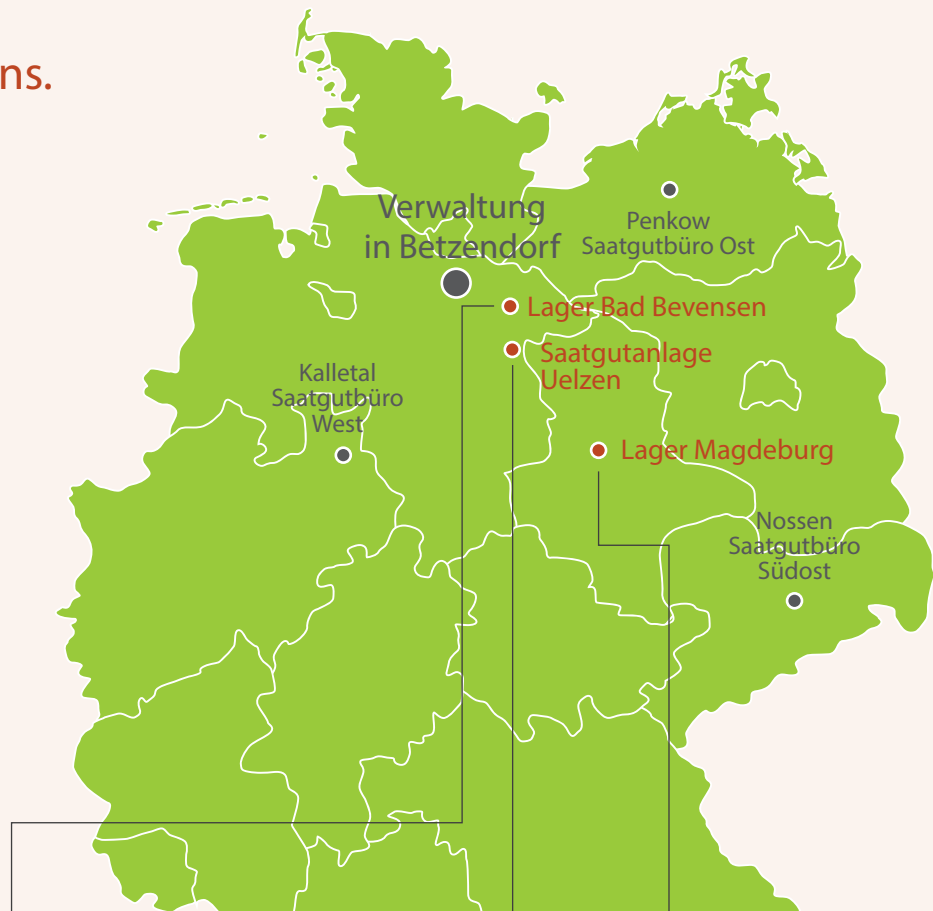 ns.
Verwaltung
in Betzendorf
Penkow
Saatgutbüro Ost
Lager Bad Bevensen
Saatgutanlage
Uelzen
Kalletal
Saatgutbüro
West
Lager Magdeburg
Nossen
Saatgutbüro
Südost